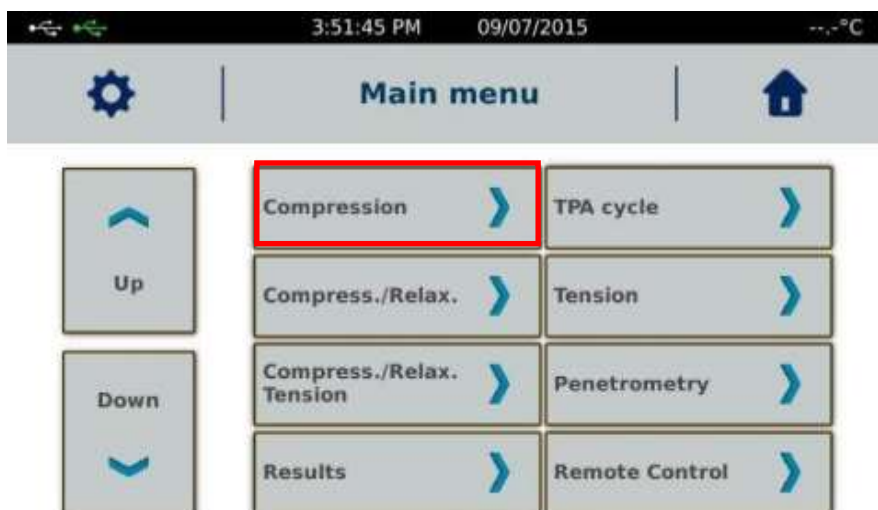 3:51:45 PM 09/07/2015 --.-°C
Main menu
Up
Down
Compression
TPA cycle
Compress./Relax.
Tension
Compress./Relax.
Tension
Penetrometry
Results
Remote Control